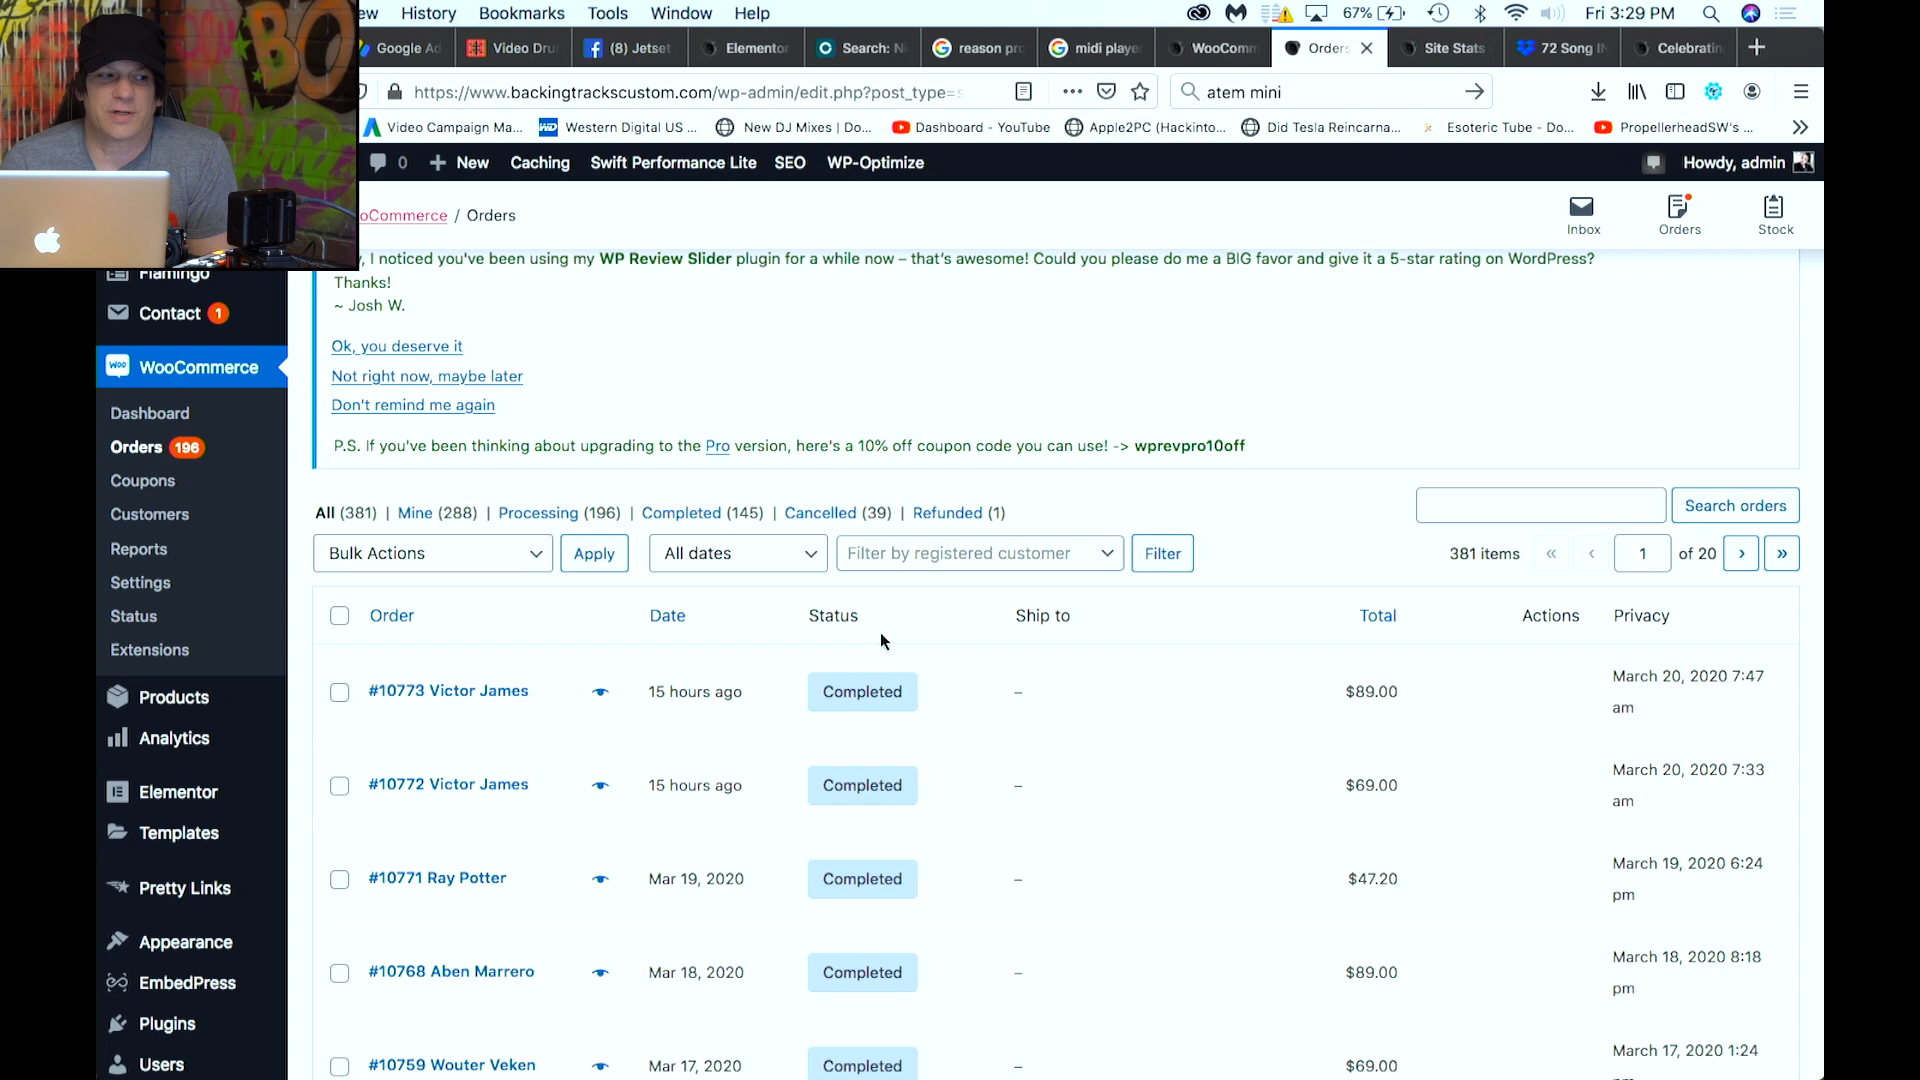 ew History Bookmarks Tools Window Help 67% Fri 3:29 PM
Google Ad Video Dru (8) Jetset Elementor Search: Ni reason pro midi playe WooComm Orders Site Stats 72 Song Celebratin
https://www.backingtrackscustom.com/wp-admin/edit.php?post_type=s atem mini
Video Campaign Ma... Western Digital US ... New DJ Mixes | Do... Dashboard - YouTube Apple2PC (Hackinto... Did Tesla Reincarna... Esoteric Tube - Do... PropellerheadSW's ...
0 New Caching Swift Performance Lite SEO WP-Optimize Howdy, admin
oCommerce / Orders
Inbox Orders Stock
, I noticed you've been using my WP Review Slider plugin for a while now – that's awesome! Could you please do me a BIG favor and give it a 5-star rating on WordPress?
Thanks!
~ Josh W.
Ok, you deserve it
Not right now, maybe later
Don't remind me again
P.S. If you've been thinking about upgrading to the Pro version, here's a 10% off coupon code you can use! -> wprevpro10off
Flamingo
Contact 1
WooCommerce
Dashboard
Orders 196
Coupons
Customers
Reports
Settings
Status
Extensions
Products
Analytics
Elementor
Templates
Pretty Links
Appearance
EmbedPress
Plugins
Users
All (381) | Mine (288) | Processing (196) | Completed (145) | Cancelled (39) | Refunded (1)
Search orders
Bulk Actions Apply All dates Filter by registered customer Filter 381 items « ‹ 1 of 20 › »
Order Date Status Ship to Total Actions Privacy
#10773 Victor James 15 hours ago Completed – $89.00 March 20, 2020 7:47
am
#10772 Victor James 15 hours ago Completed – $69.00 March 20, 2020 7:33
am
#10771 Ray Potter Mar 19, 2020 Completed – $47.20 March 19, 2020 6:24
pm
#10768 Aben Marrero Mar 18, 2020 Completed – $89.00 March 18, 2020 8:18
pm
#10759 Wouter Veken Mar 17, 2020 Completed – $69.00 March 17, 2020 1:24